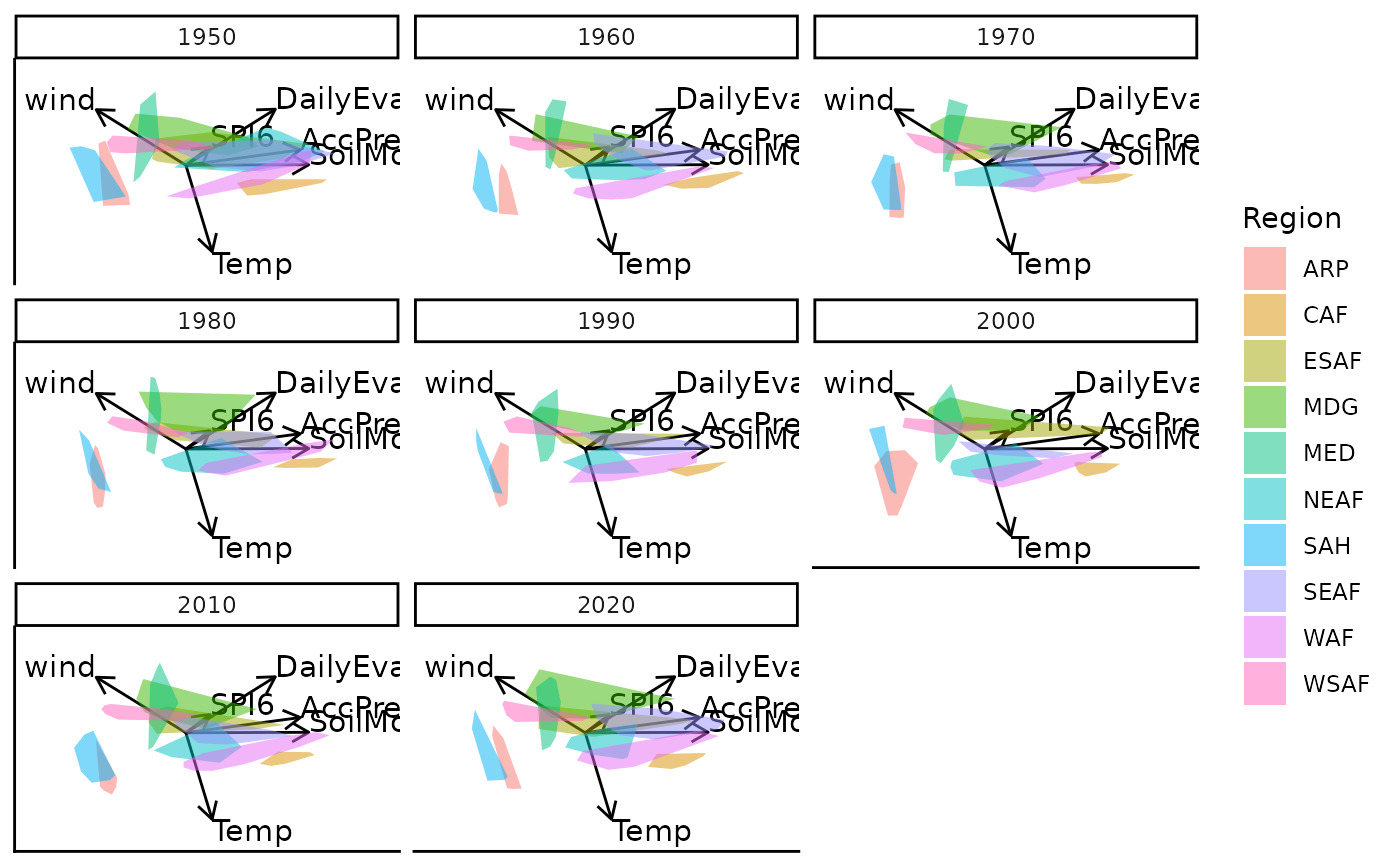 1950
1960
1970
wind
DailyEva
SPI6
AccPre
SoilMo
Temp
wind
DailyEva
SPI6
AccPre
SoilMo
Temp
wind
DailyEva
SPI6
AccPre
SoilMo
Temp
1980
1990
2000
wind
DailyEva
SPI6
AccPre
SoilMo
Temp
wind
DailyEva
SPI6
AccPre
SoilMo
Temp
wind
DailyEva
SPI6
AccPre
SoilMo
Temp
2010
2020
wind
DailyEva
SPI6
AccPre
SoilMo
Temp
wind
DailyEva
SPI6
AccPre
SoilMo
Temp
Region
ARP
CAF
ESAF
MDG
MED
NEAF
SAH
SEAF
WAF
WSAF